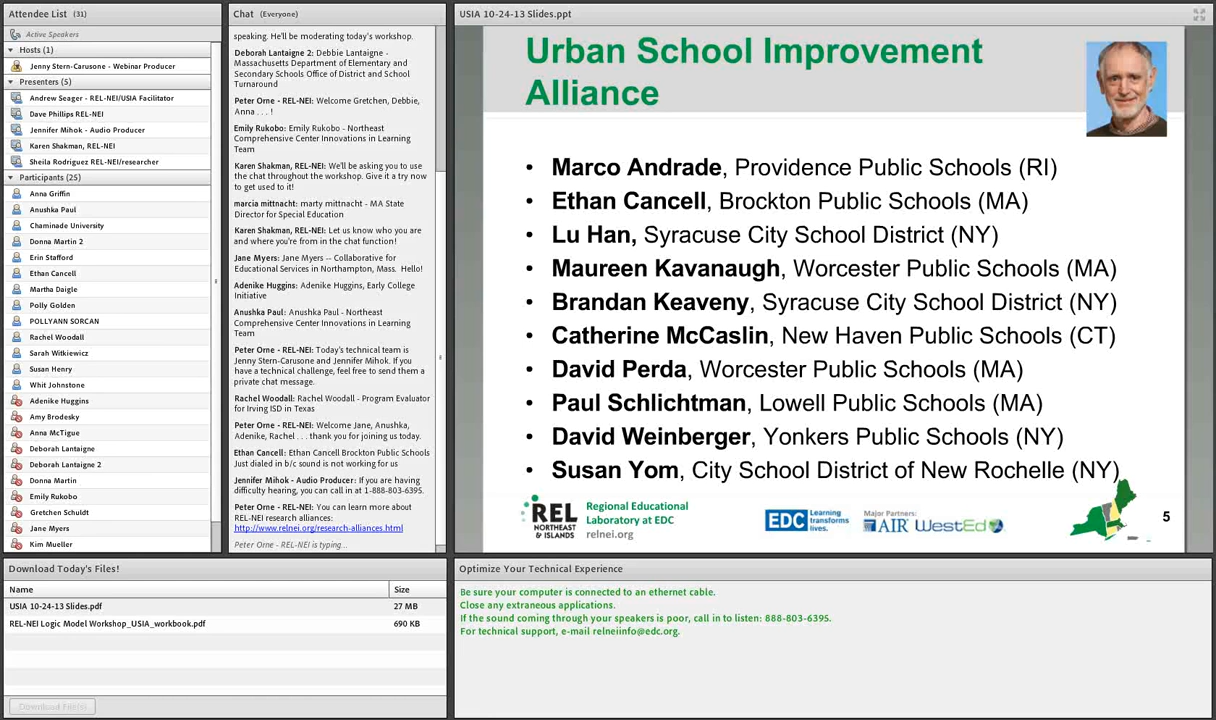 Attendee List (31)
Active Speakers
Hosts (1)
Jenny Stern-Carusone - Webinar Producer
Presenters (5)
Andrew Seager - REL-NEI/USIA Facilitator
Dave Phillips REL-NEI
Jennifer Mihok - Audio Producer
Karen Shakman, REL-NEI
Sheila Rodriguez REL-NEI/researcher
Participants (25)
Anna Griffin
Anushka Paul
Chaminade University
Donna Martin 2
Erin Stafford
Ethan Cancell
Martha Daigle
Polly Golden
POLLYANN SORCAN
Rachel Woodall
Sarah Witkiewicz
Susan Henry
Whit Johnstone
Adenike Huggins
Amy Brodesky
Anna McTigue
Deborah Lantaigne
Deborah Lantaigne 2
Donna Martin
Emily Rukobo
Gretchen Schuldt
Jane Myers
Kim Mueller
Chat (Everyone)
speaking. He'll be moderating today's workshop.
Deborah Lantaigne 2: Debbie Lantaigne -
Massachusetts Department of Elementary and
Secondary Schools Office of District and School
Turnaround
Peter Orne - REL-NEI: Welcome Gretchen, Debbie,
Anna . . . !
Emily Rukobo: Emily Rukobo - Northeast
Comprehensive Center Innovations in Learning
Team
Karen Shakman, REL-NEI: We'll be asking you to use
the chat throughout the workshop. Give it a try now
to get used to it!
marcia mittnacht: marty mittnacht - MA State
Director for Special Education
Karen Shakman, REL-NEI: Let us know who you are
and where you're from in the chat function!
Jane Myers: Jane Myers -- Collaborative for
Educational Services in Northampton, Mass. Hello!
Adenike Huggins: Adenike Huggins, Early College
Initiative
Anushka Paul: Anushka Paul - Northeast
Comprehensive Center Innovations in Learning
Team
Peter Orne - REL-NEI: Today's technical team is
Jenny Stern-Carusone and Jennifer Mihok. If you
have a technical challenge, feel free to send them a
private chat message.
Rachel Woodall: Rachel Woodall - Program Evaluator
for Irving ISD in Texas
Peter Orne - REL-NEI: Welcome Jane, Anushka,
Adenike, Rachel . . . thank you for joining us today.
Ethan Cancell: Ethan Cancell Brockton Public Schools
Just dialed in b/c sound is not working for us
Jennifer Mihok - Audio Producer: If you are having
difficulty hearing, you can call in at 1-888-803-6395.
Peter Orne - REL-NEI: You can learn more about
REL-NEI research alliances:
http://www.relnei.org/research-alliances.html
Peter Orne - REL-NEI is typing...
USIA 10-24-13 Slides.ppt
Urban School Improvement
Alliance
• Marco Andrade, Providence Public Schools (RI)
• Ethan Cancell, Brockton Public Schools (MA)
• Lu Han, Syracuse City School District (NY)
• Maureen Kavanaugh, Worcester Public Schools (MA)
• Brandan Keaveny, Syracuse City School District (NY)
• Catherine McCaslin, New Haven Public Schools (CT)
• David Perda, Worcester Public Schools (MA)
• Paul Schlichtman, Lowell Public Schools (MA)
• David Weinberger, Yonkers Public Schools (NY)
• Susan Yom, City School District of New Rochelle (NY)
REL
NORTHEAST
& ISLANDS
Regional Educational
Laboratory at EDC
relnei.org
EDC Learning
transforms
lives.
Major Partners:
AIR WestEd
5
Download Today's Files!
Name Size
USIA 10-24-13 Slides.pdf 27 MB
REL-NEI Logic Model Workshop_USIA_workbook.pdf 690 KB
Download File(s)
Optimize Your Technical Experience
Be sure your computer is connected to an ethernet cable.
Close any extraneous applications.
If the sound coming through your speakers is poor, call in to listen: 888-803-6395.
For technical support, e-mail relneiinfo@edc.org.